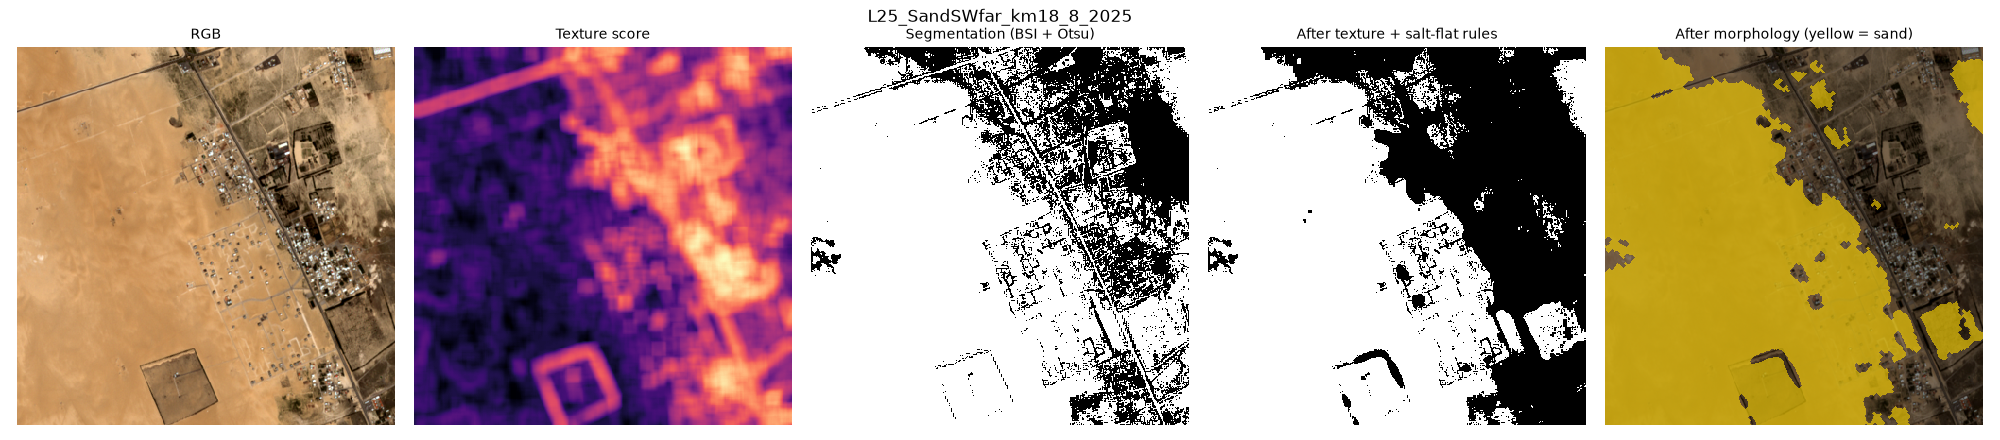 L25_SandSWfar_km18_8_2025
RGB
Texture score
Segmentation (BSI + Otsu)
After texture + salt-flat rules
After morphology (yellow = sand)